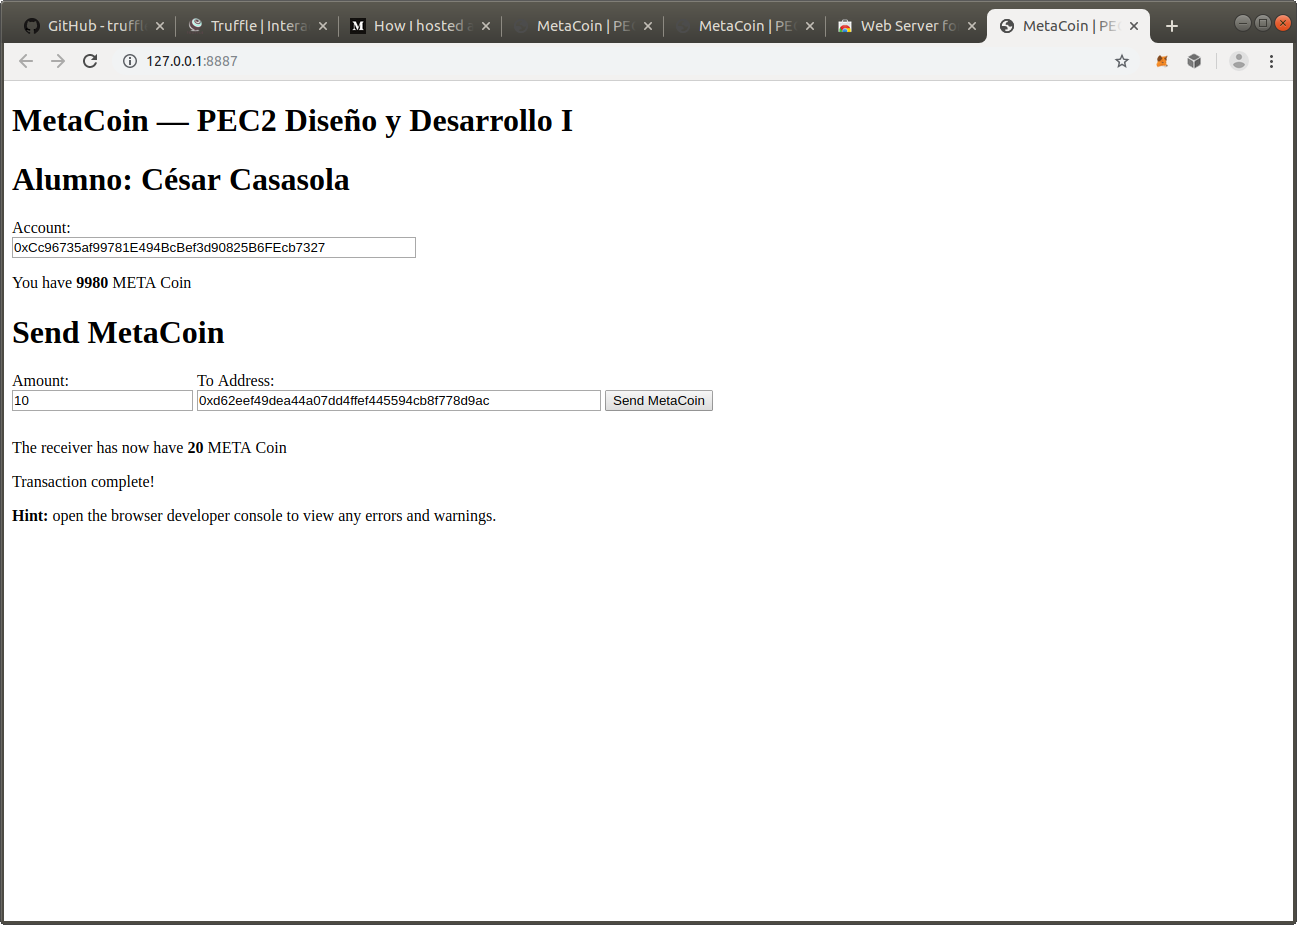 GitHub - truffl
Truffle | Intera
How I hosted a
MetaCoin | PE
MetaCoin | PE
Web Server fo
MetaCoin | PE
127.0.0.1:8887
MetaCoin — PEC2 Diseño y Desarrollo I
Alumno: César Casasola
Account:
0xCc96735af99781E494BcBef3d90825B6FEcb7327
You have 9980 META Coin
Send MetaCoin
Amount: To Address:
10 0xd62eef49dea44a07dd4ffef445594cb8f778d9ac Send MetaCoin
The receiver has now have 20 META Coin
Transaction complete!
Hint: open the browser developer console to view any errors and warnings.